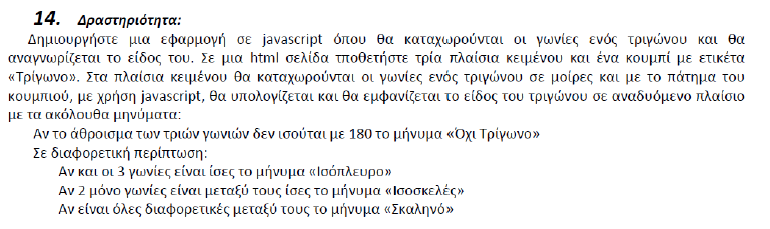 14. Δραστηριότητα:
Δημιουργήστε μια εφαρμογή σε javascript όπου θα καταχωρούνται οι γωνίες ενός τριγώνου και θα
αναγνωρίζεται το είδος του. Σε μια html σελίδα τποθετήστε τρία πλαίσια κειμένου και ένα κουμπί με ετικέτα
«Τρίγωνο». Στα πλαίσια κειμένου θα καταχωρούνται οι γωνίες ενός τριγώνου σε μοίρες και με το πάτημα του
κουμπιού, με χρήση javascript, θα υπολογίζεται και θα εμφανίζεται το είδος του τριγώνου σε αναδυόμενο πλαίσιο
με τα ακόλουθα μηνύματα:
Αν το άθροισμα των τριών γωνιών δεν ισούται με 180 το μήνυμα «Όχι Τρίγωνο»
Σε διαφορετική περίπτωση:
Αν και οι 3 γωνίες είναι ίσες το μήνυμα «Ισόπλευρο»
Αν 2 μόνο γωνίες είναι μεταξύ τους ίσες το μήνυμα «Ισοσκελές»
Αν είναι όλες διαφορετικές μεταξύ τους το μήνυμα «Σκαληνό»